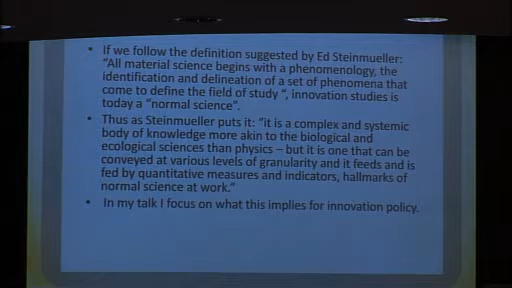 • If we follow the definition suggested by Ed Steinmueller:
"All material science begins with a phenomenology, the
identification and delineation of a set of phenomena that
come to define the field of study ", innovation studies is
today a "normal science".
• Thus as Steinmueller puts it: "it is a complex and systemic
body of knowledge more akin to the biological and
ecological sciences than physics – but it is one that can be
conveyed at various levels of granularity and it feeds and is
fed by quantitative measures and indicators, hallmarks of
normal science at work."
• In my talk I focus on what this implies for innovation policy.